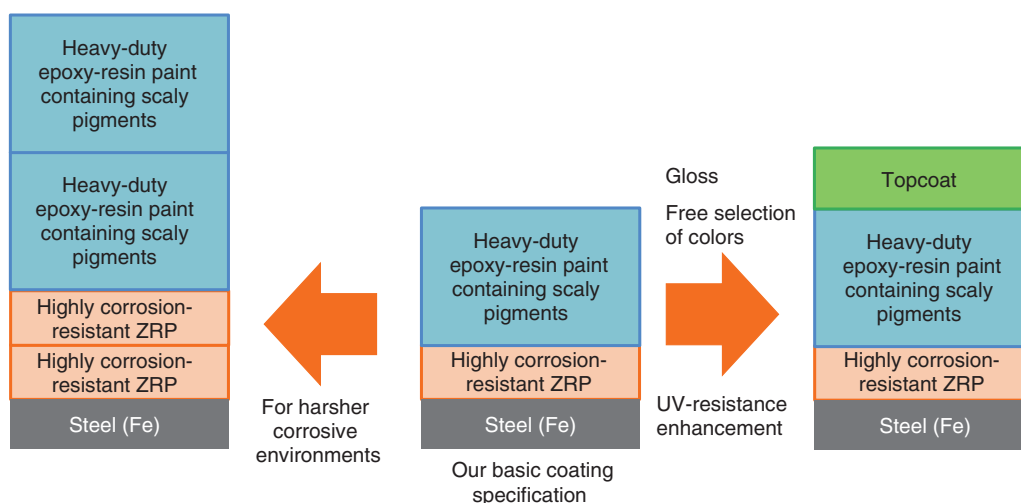 Heavy-duty
epoxy-resin paint
containing scaly
pigments
Heavy-duty
epoxy-resin paint
containing scaly
pigments
Highly corrosion-
resistant ZRP
Highly corrosion-
resistant ZRP
Steel (Fe)
For harsher
corrosive
environments
Heavy-duty
epoxy-resin paint
containing scaly
pigments
Highly corrosion-
resistant ZRP
Steel (Fe)
Our basic coating
specification
Gloss
Free selection
of colors
UV-resistance
enhancement
Topcoat
Heavy-duty
epoxy-resin paint
containing scaly
pigments
Highly corrosion-
resistant ZRP
Steel (Fe)